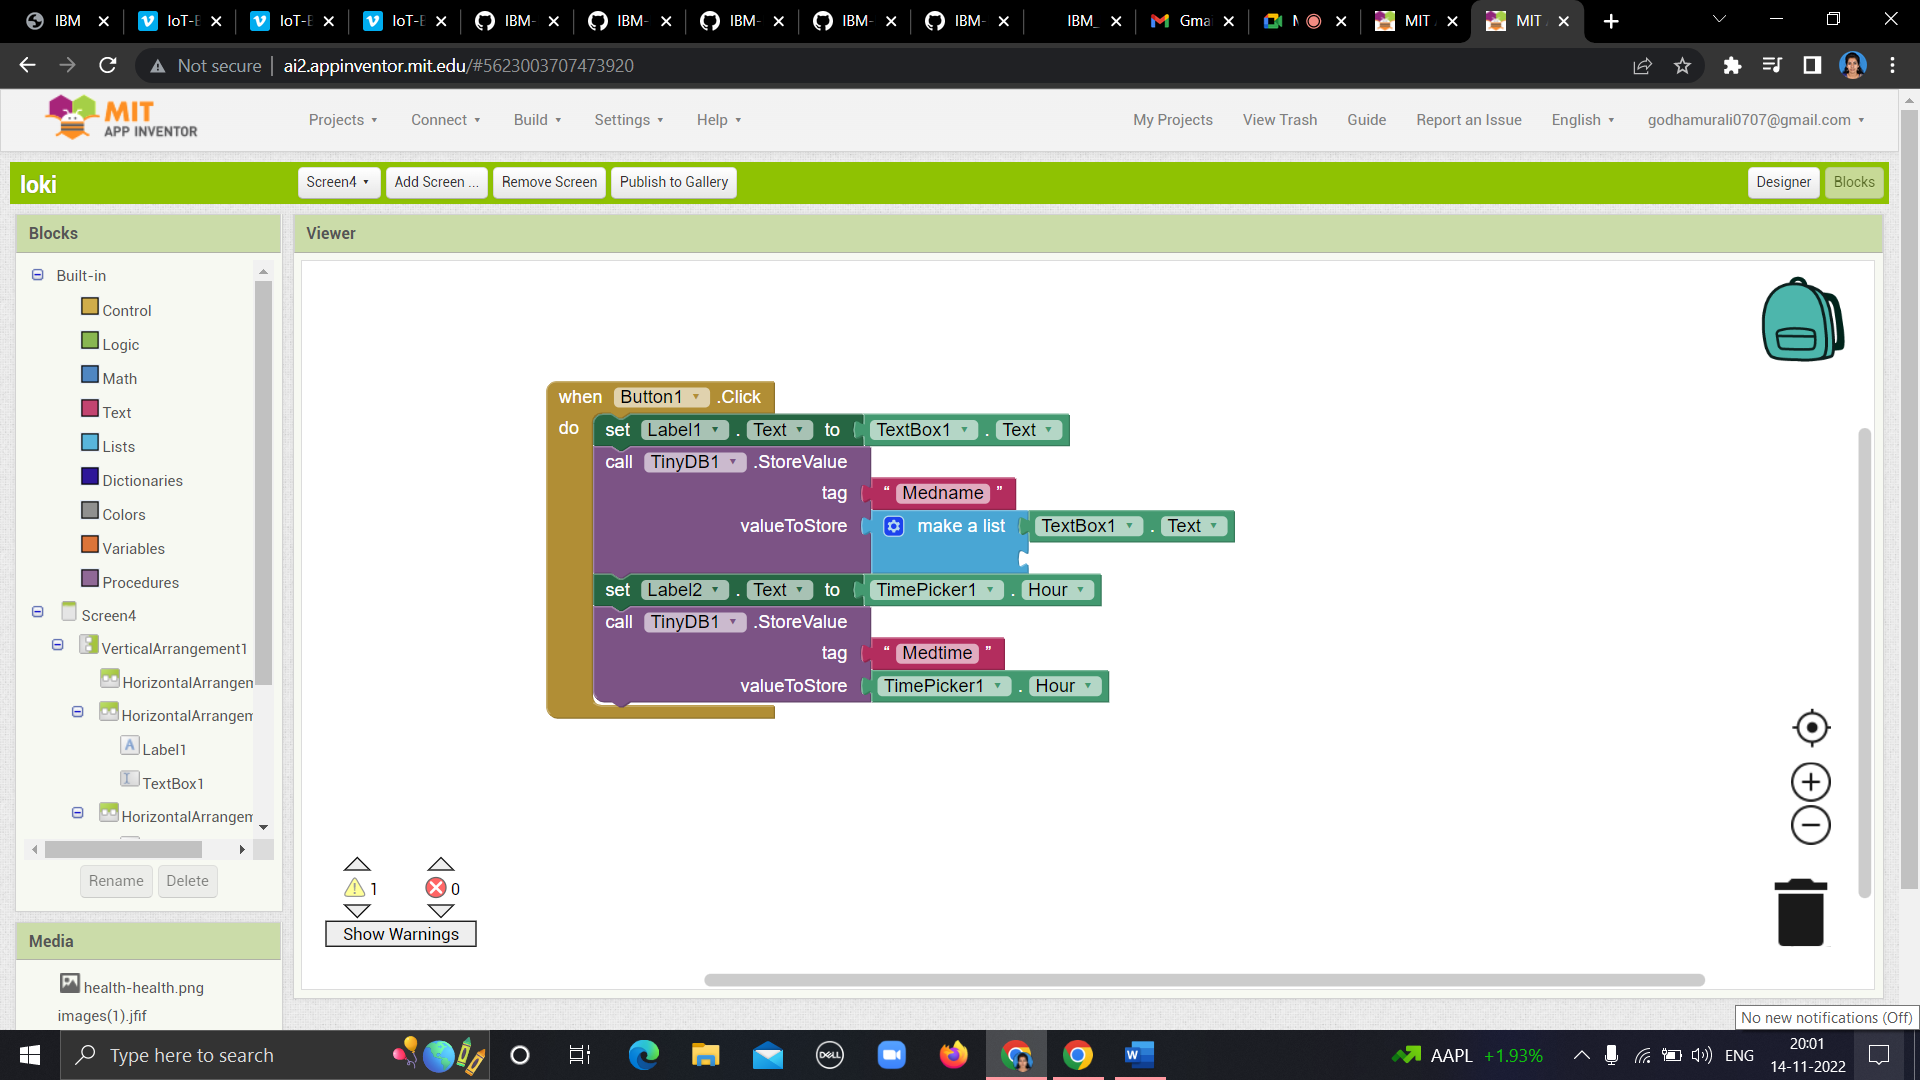 IBM
IoT-E
IoT-E
IoT-E
IBM-
IBM-
IBM-
IBM-
IBM-
IBM_
Gmai
MIT
MIT
Not secure
ai2.appinventor.mit.edu/#5623003707473920
MIT
APP INVENTOR
Projects
Connect
Build
Settings
Help
My Projects
View Trash
Guide
Report an Issue
English
godhamurali0707@gmail.com
loki
Screen4
Add Screen ...
Remove Screen
Publish to Gallery
Designer
Blocks
Blocks
Viewer
Built-in
Control
Logic
Math
Text
Lists
Dictionaries
Colors
Variables
Procedures
Screen4
VerticalArrangement1
HorizontalArrangem
HorizontalArrangem
Label1
TextBox1
HorizontalArrangem
Rename
Delete
Media
health-health.png
images(1).jfif
when Button1 .Click
do set Label1 . Text to TextBox1 . Text
call TinyDB1 .StoreValue
tag “ Medname ”
valueToStore make a list TextBox1 . Text
set Label2 . Text to TimePicker1 . Hour
call TinyDB1 .StoreValue
tag “ Medtime ”
valueToStore TimePicker1 . Hour
1
0
Show Warnings
No new notifications (Off)
Type here to search
DELL
AAPL +1.93%
ENG
20:01
14-11-2022